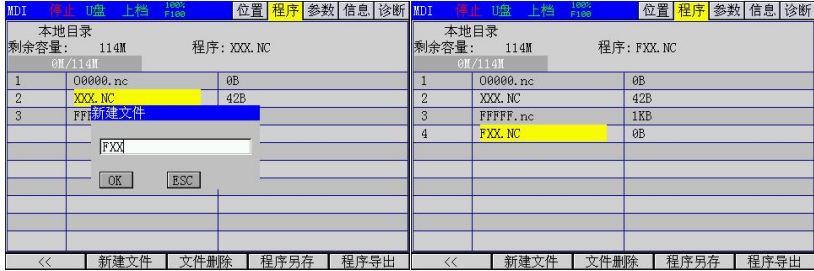 MDI 停止 U盘 上档 100% F100 位置 程序 参数 信息 诊断
本地目录
剩余容量: 114M 程序: XXX.NC
0M/114M
1 O0000.nc 0B
2 XXX.NC 42B
3 FFF
新建文件
FXX
OK ESC
<< 新建文件 文件删除 程序另存 程序导出
MDI 停止 U盘 上档 100% F100 位置 程序 参数 信息 诊断
本地目录
剩余容量: 114M 程序: FXX.NC
0M/114M
1 O0000.nc 0B
2 XXX.NC 42B
3 FFFFF.nc 1KB
4 FXX.NC 0B
<< 新建文件 文件删除 程序另存 程序导出